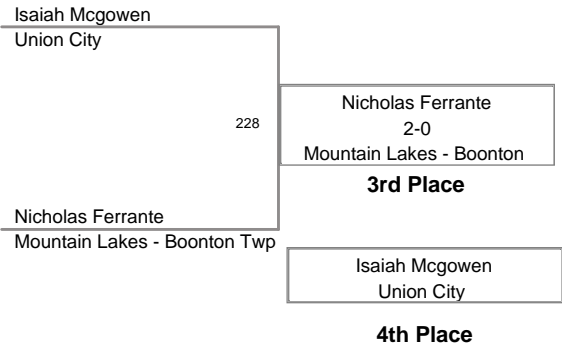 Isaiah Mcgowen
Union City
228
Nicholas Ferrante
2-0
Mountain Lakes - Boonton
3rd Place
Nicholas Ferrante
Mountain Lakes - Boonton Twp
Isaiah Mcgowen
Union City
4th Place